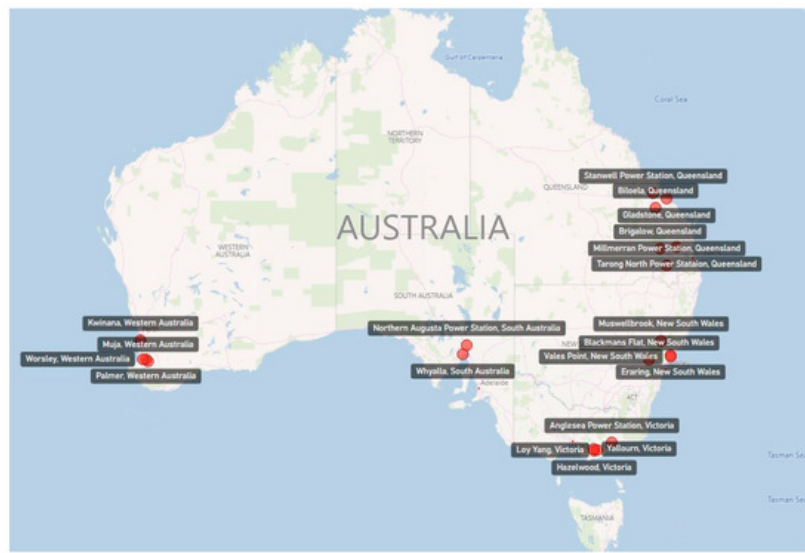 Gulf of Carpentaria
Coral Sea
NORTHERN
TERRITORY
Stanwell Power Station, Queensland
QUEENSLAND
Biloela, Queensland
Gladstone, Queensland
AUSTRALIA
Brigalow, Queensland
WESTERN
AUSTRALIA
Millmerran Power Station, Queensland
Tarong North Power Stataion, Queensland
SOUTH AUSTRALIA
Kwinana, Western Australia
Northern Augusta Power Station, South Australia
Muswellbrook, New South Wales
Muja, Western Australia
NEW
Blackmans Flat, New South Wales
Worsley, Western Australia
Vales Point, New South Wales
Palmer, Western Australia
Whyalla, South Australia
Eraring, New South Wales
Adelaide
ACT
Anglesea Power Station, Victoria
Loy Yang, Victoria
Yallourn, Victoria
Tasman Sea
Hazelwood, Victoria
Tasman Sea
TASMANIA